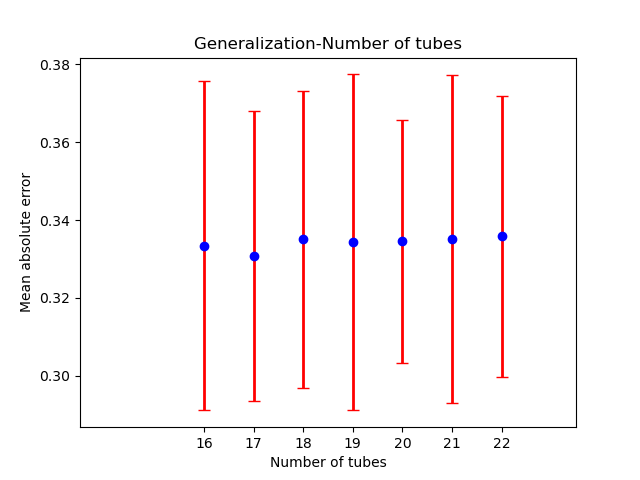 Generalization-Number of tubes
Mean absolute error
0.38
0.36
0.34
0.32
0.30
16 17 18 19 20 21 22
Number of tubes